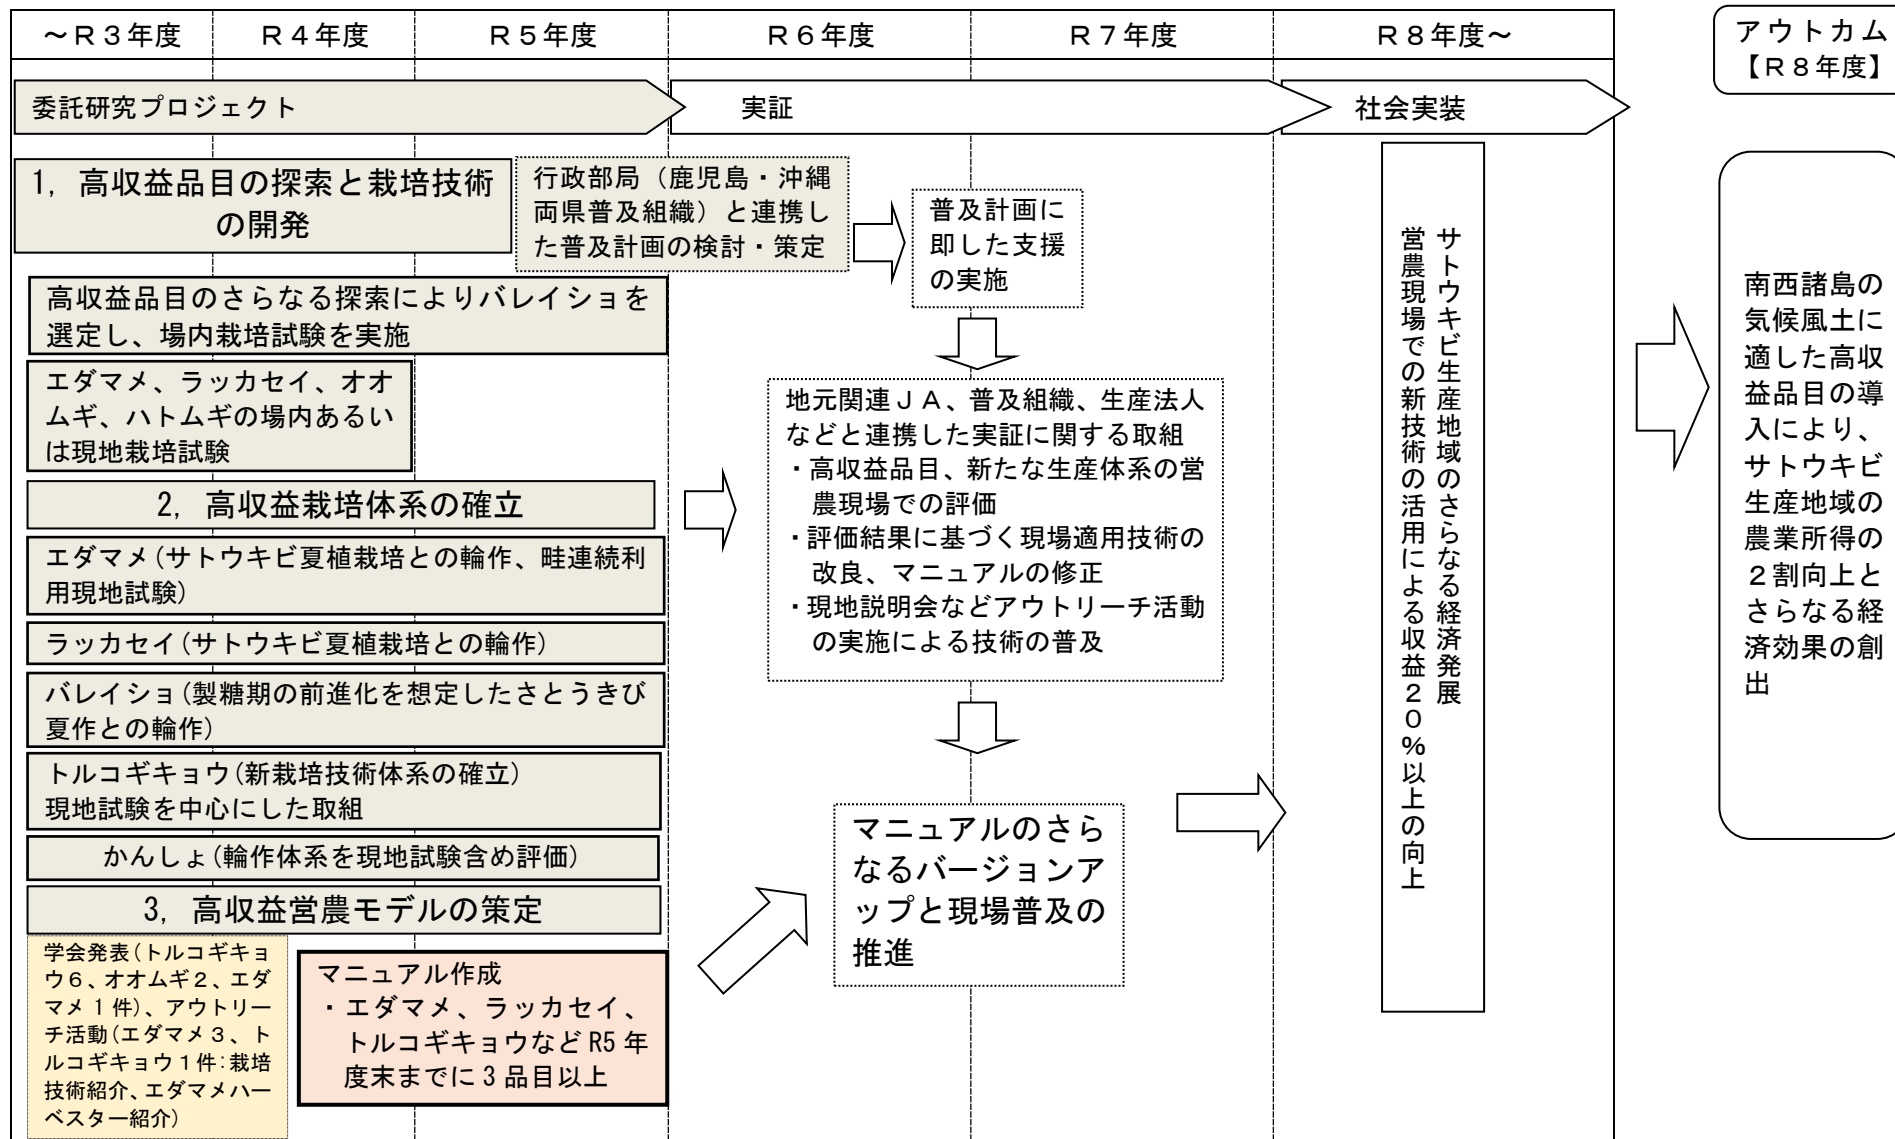 ～Ｒ３年度
Ｒ４年度
Ｒ５年度
Ｒ６年度
Ｒ７年度
Ｒ８年度～
アウトカム
【Ｒ８年度】
委託研究プロジェクト
実証
社会実装
1, 高収益品目の探索と栽培技術
の開発
行政部局（鹿児島・沖縄
両県普及組織）と連携し
た普及計画の検討・策定
普及計画に
即した支援
の実施
高収益品目のさらなる探索によりバレイショを
選定し、場内栽培試験を実施
エダマメ、ラッカセイ、オオ
ムギ、ハトムギの場内あるい
は現地栽培試験
2, 高収益栽培体系の確立
エダマメ(サトウキビ夏植栽培との輪作、畦連続利
用現地試験)
ラッカセイ(サトウキビ夏植栽培との輪作)
バレイショ(製糖期の前進化を想定したさとうきび
夏作との輪作)
トルコギキョウ(新栽培技術体系の確立)
現地試験を中心にした取組
かんしょ(輪作体系を現地試験含め評価)
3, 高収益営農モデルの策定
学会発表(トルコギキョ
ウ６、オオムギ２、エダ
マメ１件)、アウトリー
チ活動(エダマメ３、ト
ルコギキョウ１件:栽培
技術紹介、エダマメハー
ベスター紹介)
マニュアル作成
・エダマメ、ラッカセイ、
トルコギキョウなど R5 年
度末までに 3 品目以上
地元関連ＪＡ、普及組織、生産法人
などと連携した実証に関する取組
・高収益品目、新たな生産体系の営
農現場での評価
・評価結果に基づく現場適用技術の
改良、マニュアルの修正
・現地説明会などアウトリーチ活動
の実施による技術の普及
マニュアルのさら
なるバージョンア
ップと現場普及の
推進
サトウキビ生産地域のさらなる経済発展
営農現場での新技術の活用による収益２０％以上の向上
南西諸島の
気候風土に
適した高収
益品目の導
入により、
サトウキビ
生産地域の
農業所得の
２割向上と
さらなる経
済効果の創
出